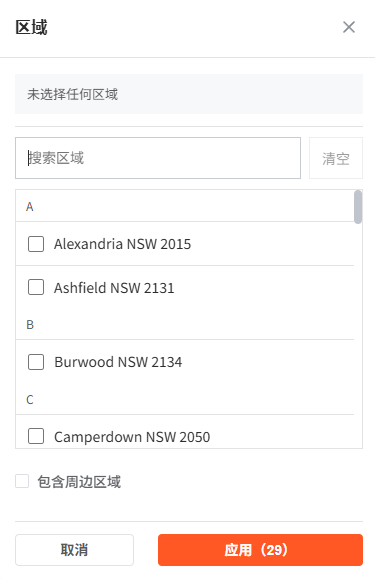 区域
未选择任何区域
搜索区域
清空
A
Alexandria NSW 2015
Ashfield NSW 2131
B
Burwood NSW 2134
C
Camperdown NSW 2050
包含周边区域
取消
应用（29）